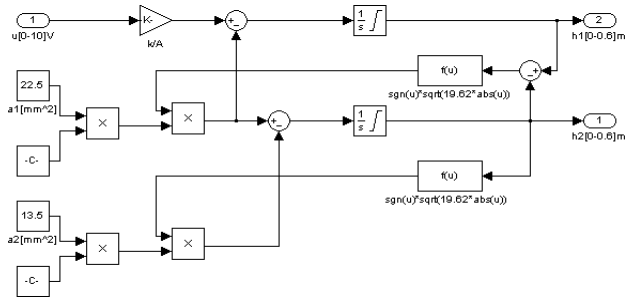 1
u[0-10]V
K-
k/A
+
-
1
s
2
h1[0-0.6]m
22.5
a1[mm^2]
-C-
×
×
f(u)
sgn(u)*sqrt(19.62*abs(u))
-
+
+
-
1
s
1
h2[0-0.6]m
f(u)
sgn(u)*sqrt(19.62*abs(u))
13.5
a2[mm^2]
-C-
×
×